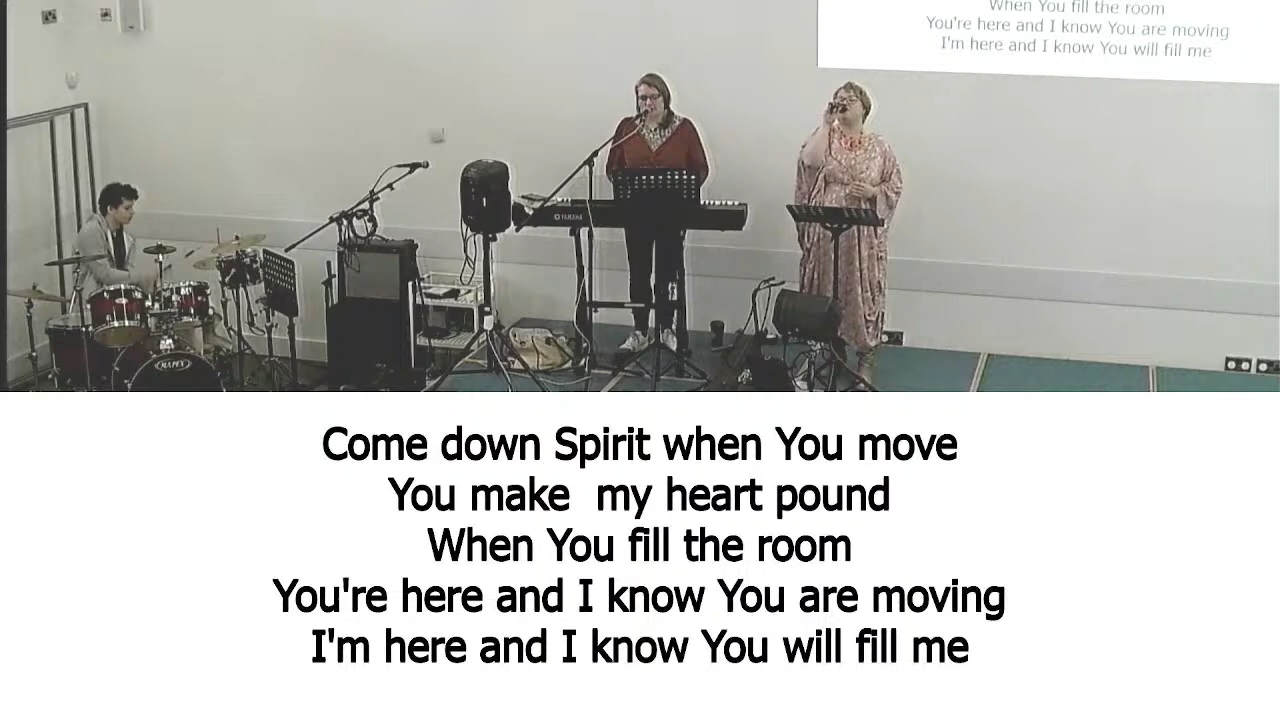 When You fill the room
You're here and I know You are moving
I'm here and I know You will fill me
YAMAHA
MAPEX
Come down Spirit when You move
You make  my heart pound
When You fill the room
You're here and I know You are moving
I'm here and I know You will fill me